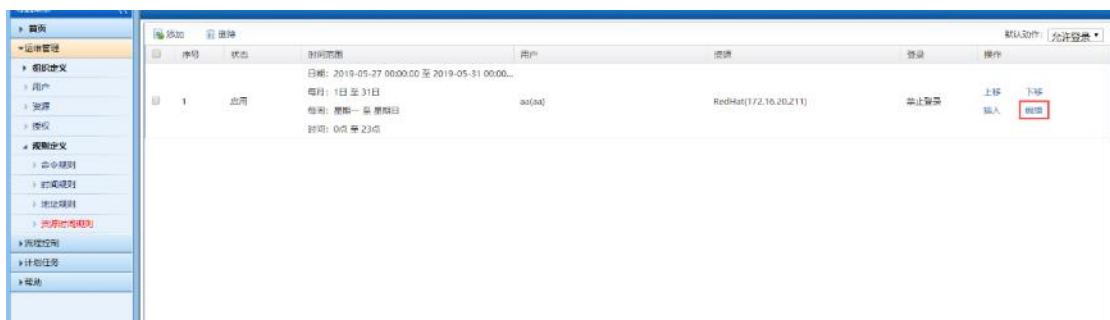 首页
运维管理
组织定义
用户
资源
授权
规则定义
命令规则
时间规则
地址规则
资源时间规则
流程控制
计划任务
帮助
添加 删除 默认动作: 允许登录
序号 状态 时间范围 用户 资源 登录 操作
日期: 2019-05-27 00:00:00 至 2019-05-31 00:00...
每月: 1日 至 31日
每周: 星期一 至 星期日
时间: 0点 至 23点
1 启用 aa(aa) RedHat(172.16.20.211) 禁止登录
上移 下移
插入 编辑